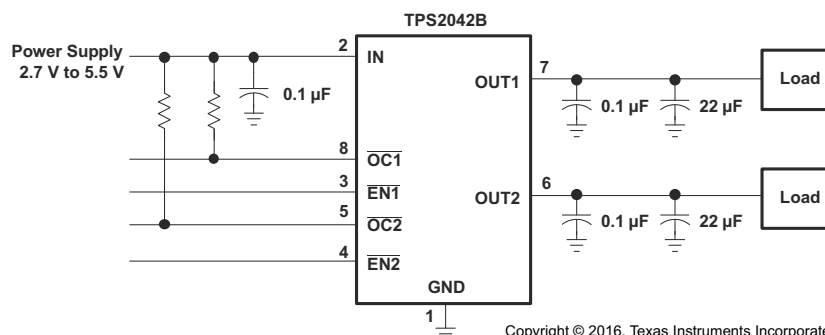 TPS2042B
Power Supply
2.7 V to 5.5 V
2
IN
0.1 µF
OUT1
7
0.1 µF
22 µF
Load
8
OC1
3
EN1
5
OC2
4
EN2
OUT2
6
0.1 µF
22 µF
Load
GND
1
Copyright © 2016, Texas Instruments Incorporate